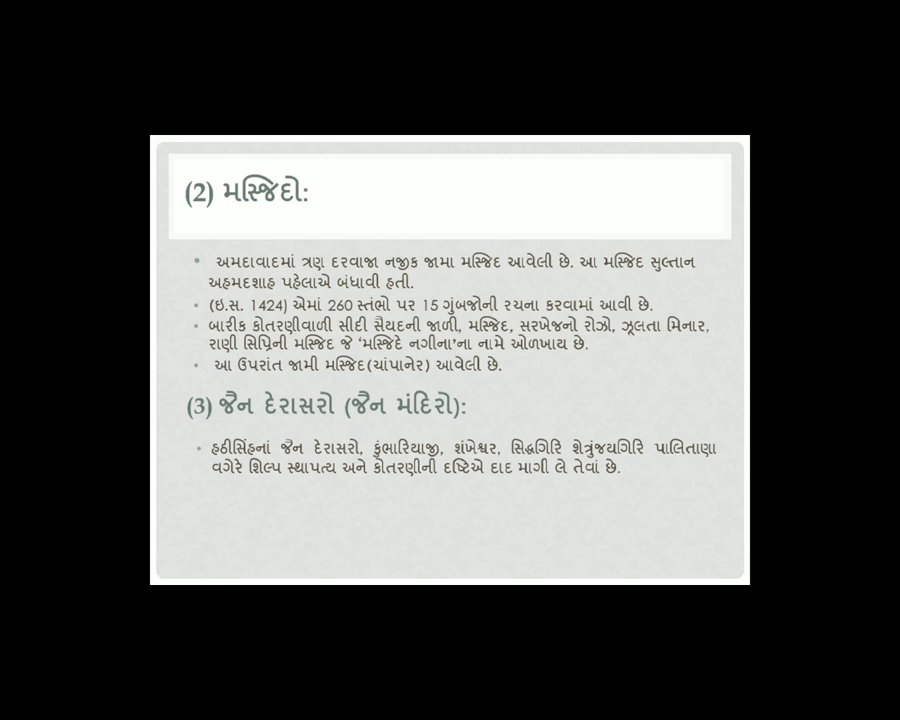 (2) મસ્જિદો:
• અમદાવાદમાં ત્રણ દરવાજા નજીક જામા મસ્જિદ આવેલી છે. આ મસ્જિદ સુલ્તાન
અહમદશાહ પહેલાએ બંધાવી હતી.
• (ઇ.સ. 1424) એમાં 260 સ્તંભો પર 15 ગુંબજોની રચના કરવામાં આવી છે.
• બારીક કોતરણીવાળી સીદી સૈયદની જાળી, મસ્જિદ, સરખેજનો રોઝો, ઝૂલતા મિનાર,
રાણી સિપ્રિની મસ્જિદ જે ‘મસ્જિદે નગીના’ના નામે ઓળખાય છે.
• આ ઉપરાંત જામી મસ્જિદ(ચાંપાનેર) આવેલી છે.
(3) જૈન દેરાસરો (જૈન મંદિરો):
• હઠીસિંહનાં જૈન દેરાસરો, કુંભારિયાજી, શંખેશ્વર, સિદ્ધગિરિ શેત્રુંજયગિરિ પાલિતાણા
વગેરે શિલ્પ સ્થાપત્ય અને કોતરણીની દષ્ટિએ દાદ માગી લે તેવાં છે.